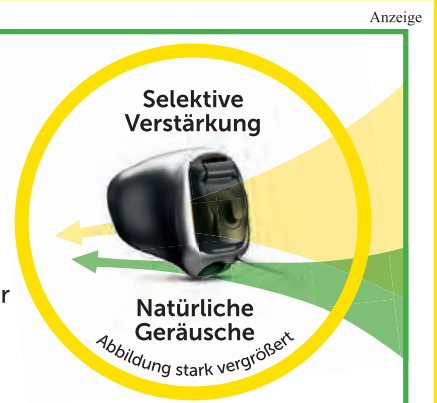 Anzeige
Selektive
Verstärkung
r
Natürliche
Geräusche
Abbildung stark vergrößert